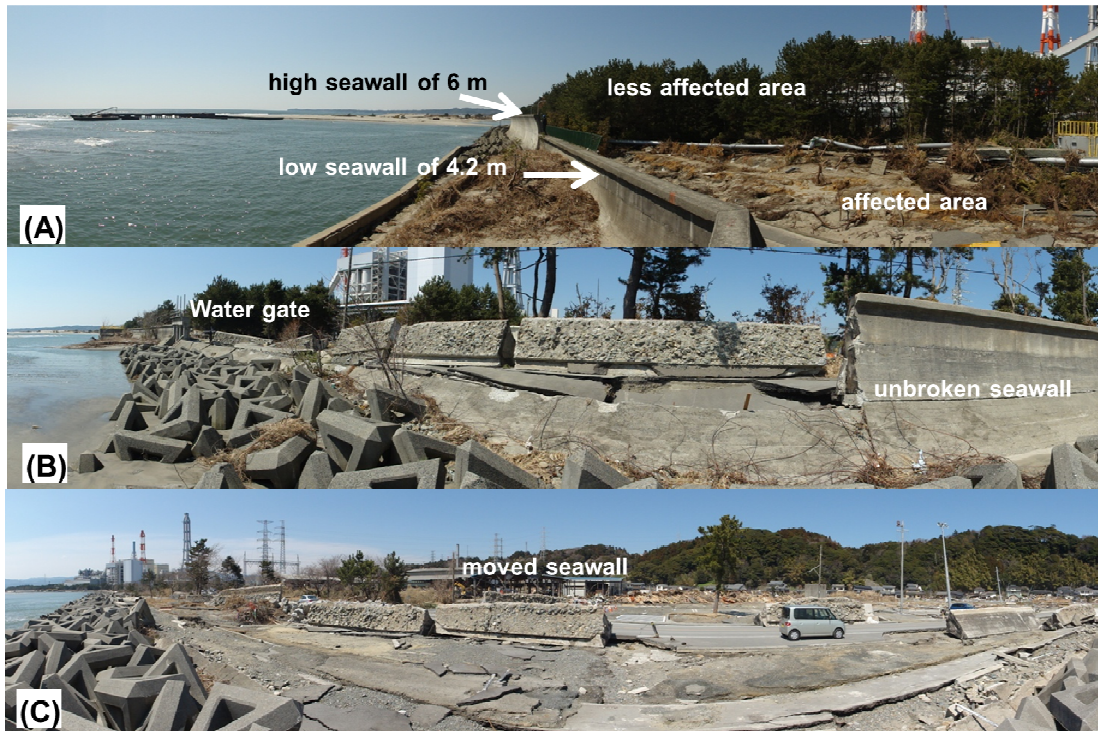 high seawall of 6 m
less affected area
low seawall of 4.2 m
affected area
(A)
Water gate
unbroken seawall
(B)
moved seawall
(C)